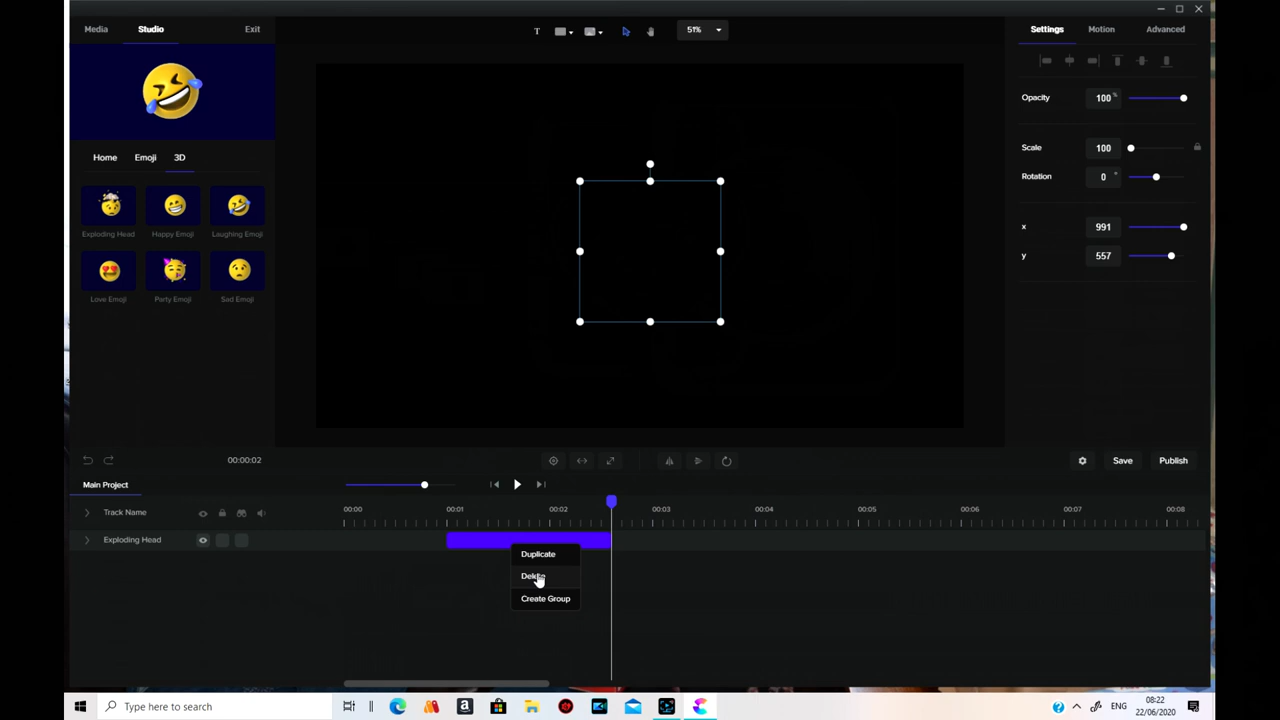 Media Studio Exit
T 51%
Settings Motion Advanced
Opacity 100 %
Scale 100
Rotation 0 °
x 991
y 557
Home Emoji 3D
Exploding Head Happy Emoji Laughing Emoji
Love Emoji Party Emoji Sad Emoji
00:00:02
Save Publish
Main Project
Track Name
00:00 00:01 00:02 00:03 00:04 00:05 00:06 00:07 00:08
Exploding Head
Duplicate
Delete
Create Group
Type here to search
ENG
08:22
22/06/2020